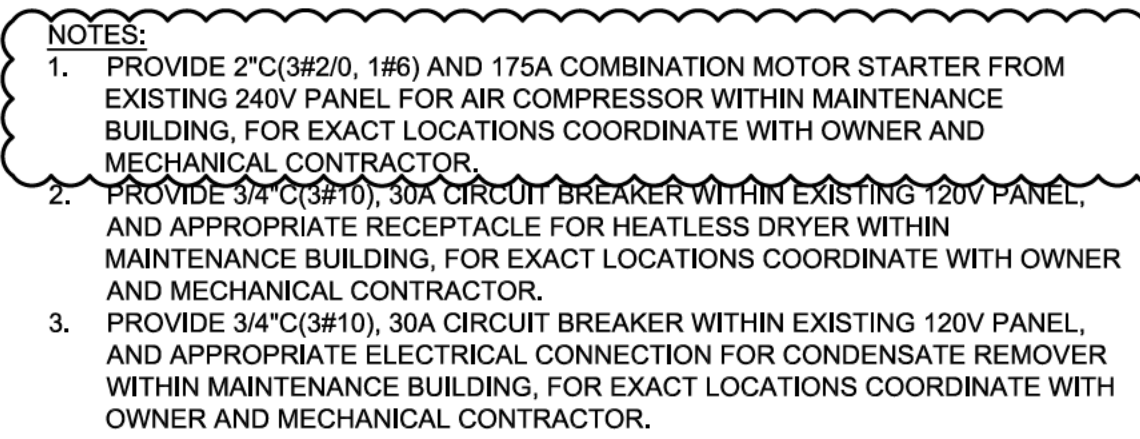 NOTES:
1. PROVIDE 2"C(3#2/0, 1#6) AND 175A COMBINATION MOTOR STARTER FROM
EXISTING 240V PANEL FOR AIR COMPRESSOR WITHIN MAINTENANCE
BUILDING, FOR EXACT LOCATIONS COORDINATE WITH OWNER AND
MECHANICAL CONTRACTOR.
2. PROVIDE 3/4"C(3#10), 30A CIRCUIT BREAKER WITHIN EXISTING 120V PANEL,
AND APPROPRIATE RECEPTACLE FOR HEATLESS DRYER WITHIN
MAINTENANCE BUILDING, FOR EXACT LOCATIONS COORDINATE WITH OWNER
AND MECHANICAL CONTRACTOR.
3. PROVIDE 3/4"C(3#10), 30A CIRCUIT BREAKER WITHIN EXISTING 120V PANEL,
AND APPROPRIATE ELECTRICAL CONNECTION FOR CONDENSATE REMOVER
WITHIN MAINTENANCE BUILDING, FOR EXACT LOCATIONS COORDINATE WITH
OWNER AND MECHANICAL CONTRACTOR.